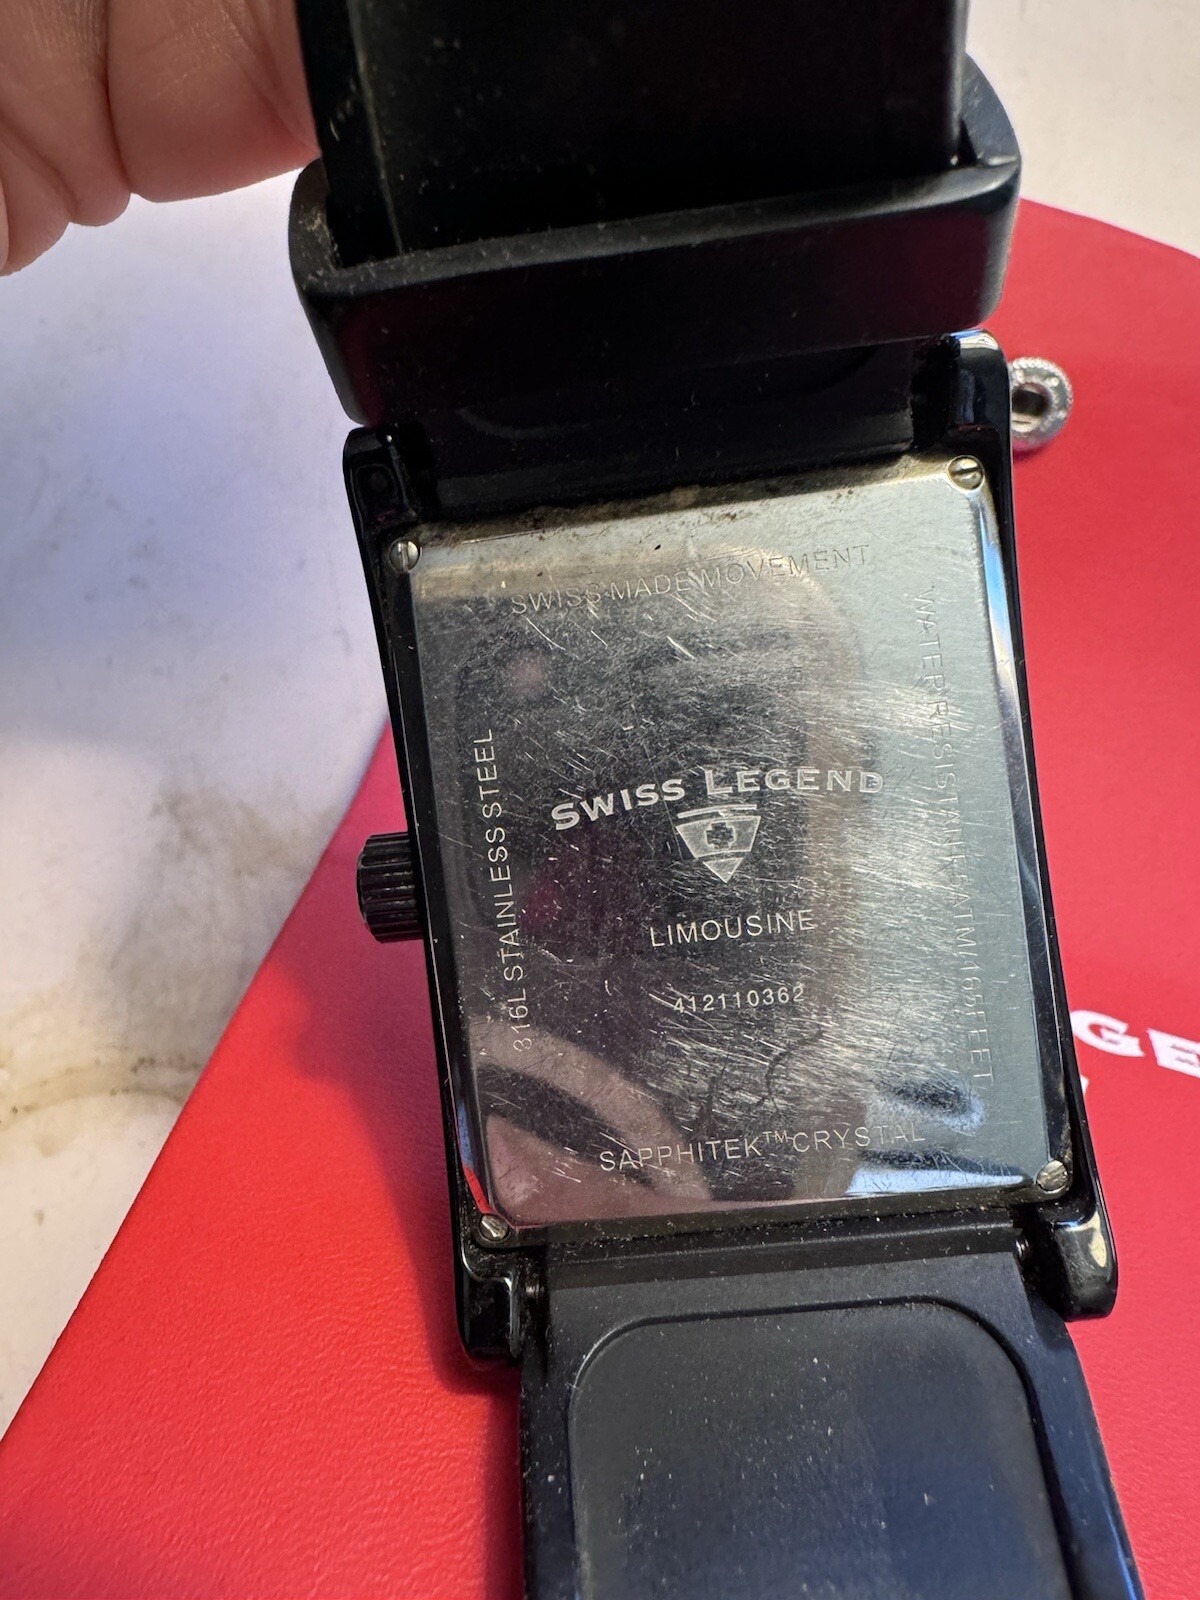 SWISS MADE MOVEMENT
316L STAINLESS STEEL
SWISS LEGEND
LIMOUSINE
412110362
SAPPHITEK™ CRYSTAL
WATER RESISTANT 5ATM/165FEET
GE